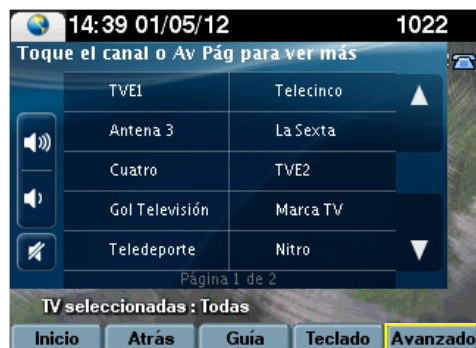 14:39 01/05/12 1022
Toque el canal o Av Pág para ver más
TVE1 Telecinco
Antena 3 La Sexta
Cuatro TVE2
Gol Televisión Marca TV
Teledeporte Nitro
Página 1 de 2
TV seleccionadas : Todas
Inicio Atrás Guía Teclado Avanzado